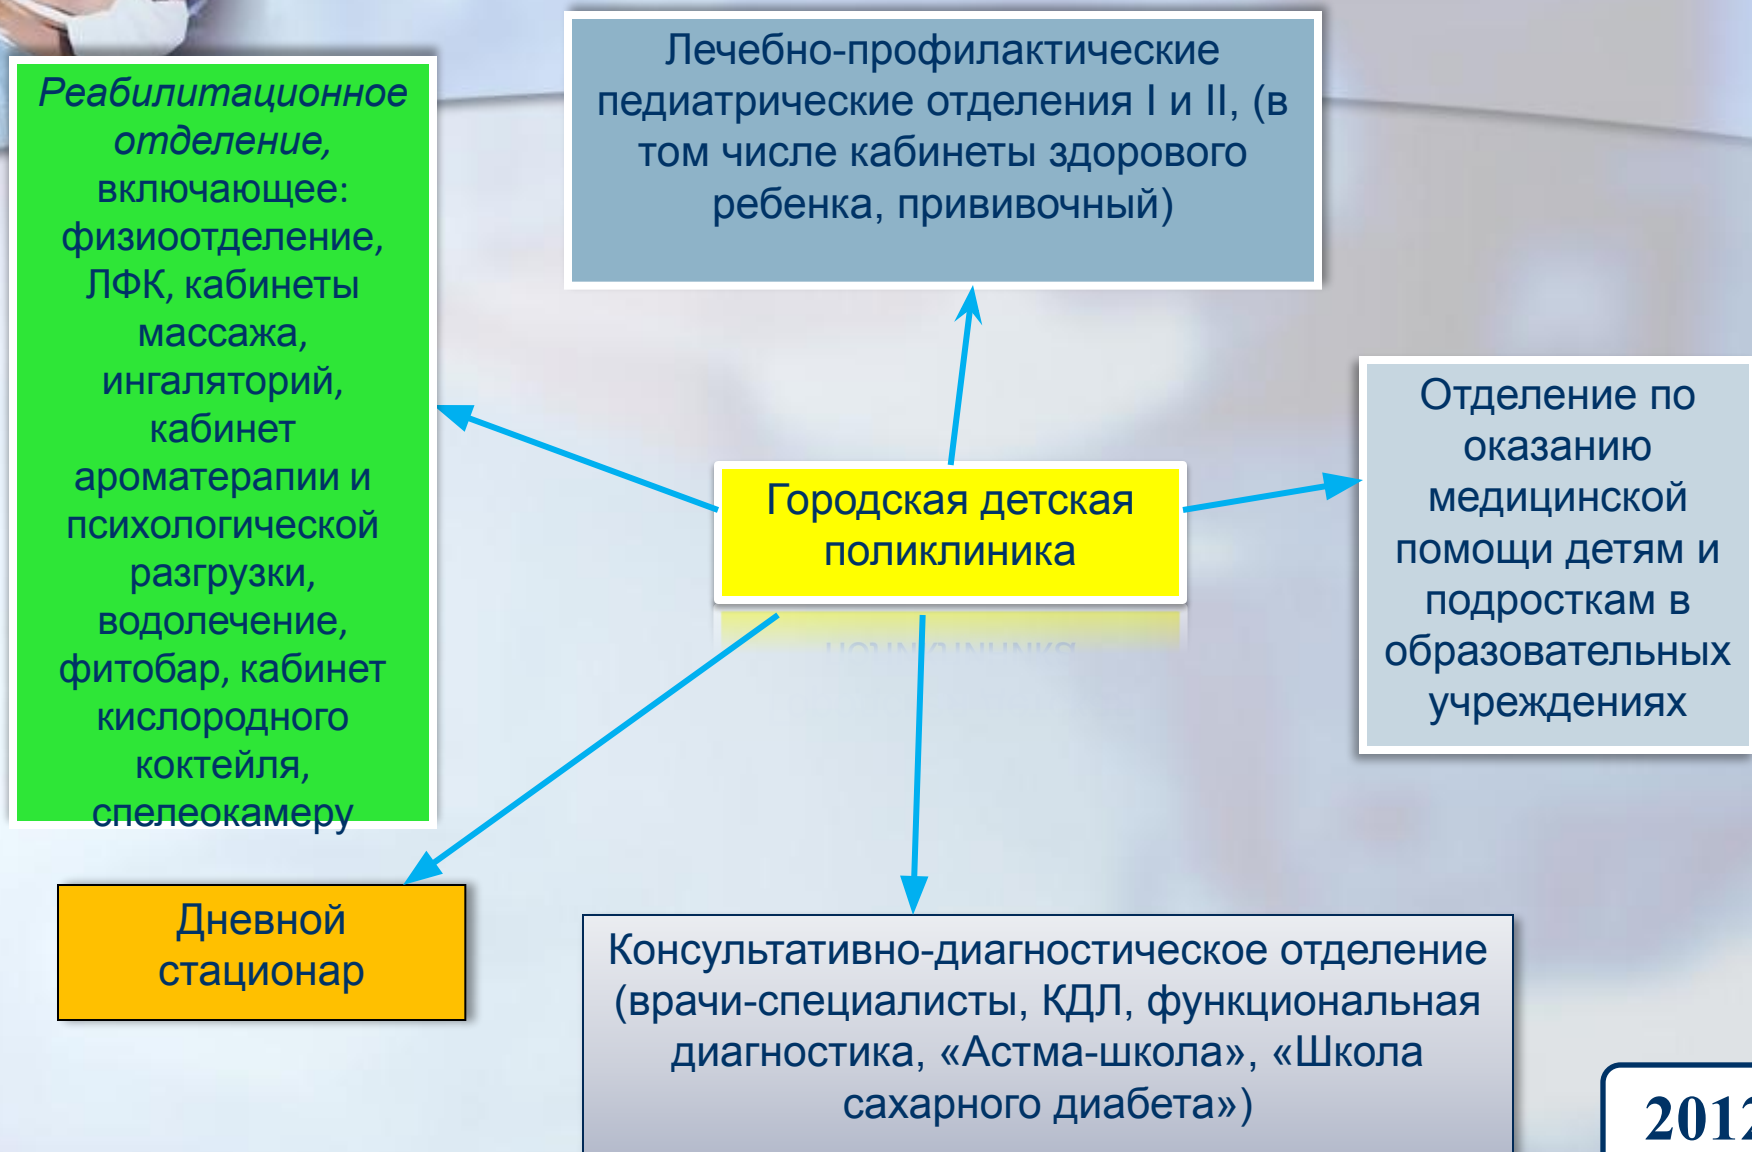 Лечебно-профилактические
педиатрические отделения I и II, (в
том числе кабинеты здорового
ребенка, прививочный)
Реабилитационное
отделение,
включающее:
физиоотделение,
ЛФК, кабинеты
массажа,
ингаляторий,
кабинет
ароматерапии и
психологической
разгрузки,
водолечение,
фитобар, кабинет
кислородного
коктейля,
спелеокамеру
Городская детская
поликлиника
Отделение по
оказанию
медицинской
помощи детям и
подросткам в
образовательных
учреждениях
Дневной
стационар
Консультативно-диагностическое отделение
(врачи-специалисты, КДЛ, функциональная
диагностика, «Астма-школа», «Школа
сахарного диабета»)
2012